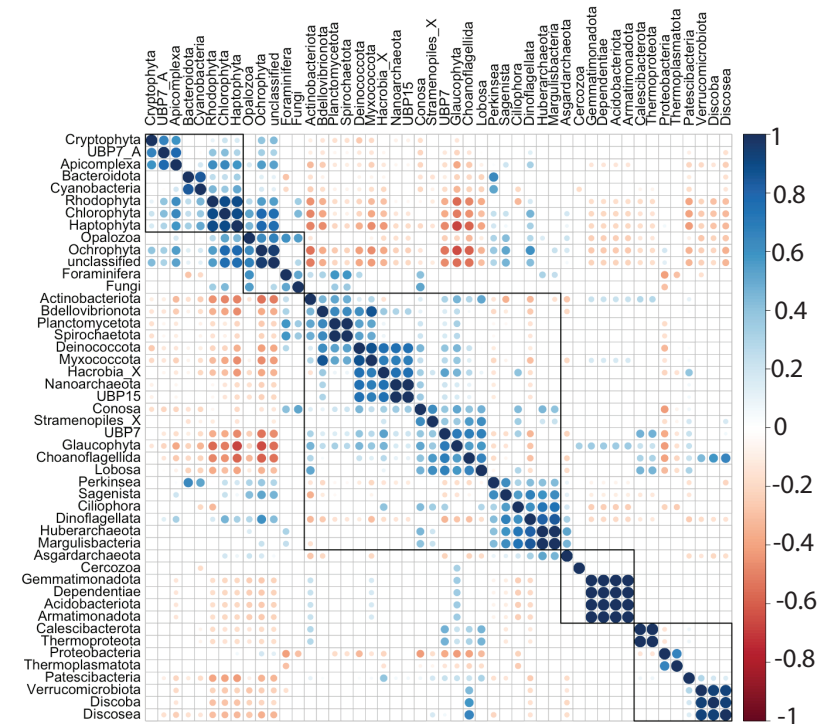 Cryptophyta
UBP7_A
Apicomplexa
Bacteroidota
Cyanobacteria
Rhodophyta
Chlorophyta
Haptophyta
Opalozoa
Ochrophyta
unclassified
Foraminifera
Fungi
Actinobacteriota
Bdellovibrionota
Planctomycetota
Spirochaetota
Deinococcota
Myxococcota
Hacrobia_X
Nanoarchaeota
UBP15
Conosa
Stramenopiles_X
UBP7
Glaucophyta
Choanoflagellida
Lobosa
Perkinsea
Sagenista
Ciliophora
Dinoflagellata
Huberarchaeota
Margulisbacteria
Asgardarchaeota
Cercozoa
Gemmatimonadota
Dependentiae
Acidobacteriota
Armatimonadota
Calescibacterota
Thermoproteota
Proteobacteria
Thermoplasmatota
Patescibacteria
Verrucomicrobiota
Discoba
Discosea
Cryptophyta
UBP7_A
Apicomplexa
Bacteroidota
Cyanobacteria
Rhodophyta
Chlorophyta
Haptophyta
Opalozoa
Ochrophyta
unclassified
Foraminifera
Fungi
Actinobacteriota
Bdellovibrionota
Planctomycetota
Spirochaetota
Deinococcota
Myxococcota
Hacrobia_X
Nanoarchaeota
UBP15
Conosa
Stramenopiles_X
UBP7
Glaucophyta
Choanoflagellida
Lobosa
Perkinsea
Sagenista
Ciliophora
Dinoflagellata
Huberarchaeota
Margulisbacteria
Asgardarchaeota
Cercozoa
Gemmatimonadota
Dependentiae
Acidobacteriota
Armatimonadota
Calescibacterota
Thermoproteota
Proteobacteria
Thermoplasmatota
Patescibacteria
Verrucomicrobiota
Discoba
Discosea
1
0.8
0.6
0.4
0.2
0
-0.2
-0.4
-0.6
-0.8
-1